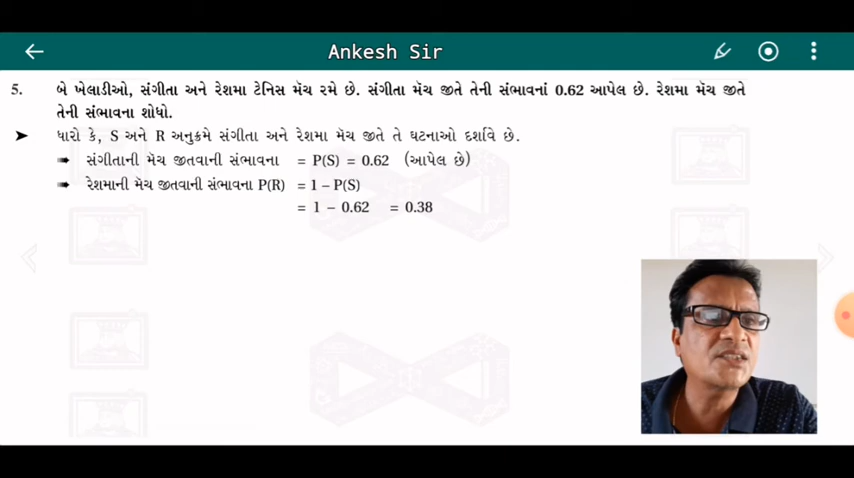 Ankesh Sir
5. બે ખેલાડીઓ, સંગીતા અને રેશમા ટેનિસ મૅચ રમે છે. સંગીતા મૅચ જીતે તેની સંભાવનાં 0.62 આપેલ છે. રેશમા મૅચ જીતે
તેની સંભાવના શોધો.
➤ ધારો કે, S અને R અનુક્રમે સંગીતા અને રેશમા મૅચ જીતે તે ઘટનાઓ દર્શાવે છે.
➠ સંગીતાની મૅચ જીતવાની સંભાવના = P(S) = 0.62 (આપેલ છે)
➠ રેશમાની મૅચ જીતવાની સંભાવના P(R) = 1 – P(S)
= 1 – 0.62 = 0.38